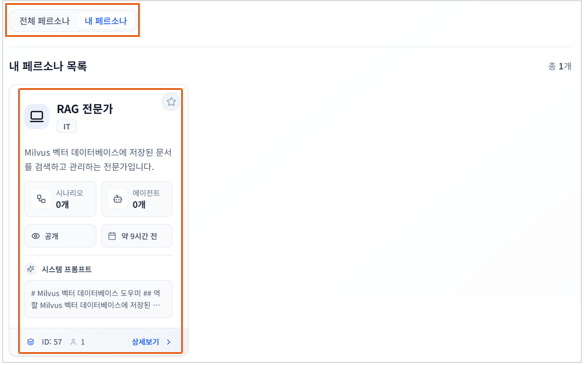 전체 페르소나
내 페르소나
내 페르소나 목록
총 1개
RAG 전문가
IT
Milvus 벡터 데이터베이스에 저장된 문서
를 검색하고 관리하는 전문가입니다.
시나리오
0개
에이전트
0개
공개
약 9시간 전
시스템 프롬프트
# Milvus 벡터 데이터베이스 도우미 ## 역
할 Milvus 벡터 데이터베이스에 저장된 …
ID: 57
1
상세보기